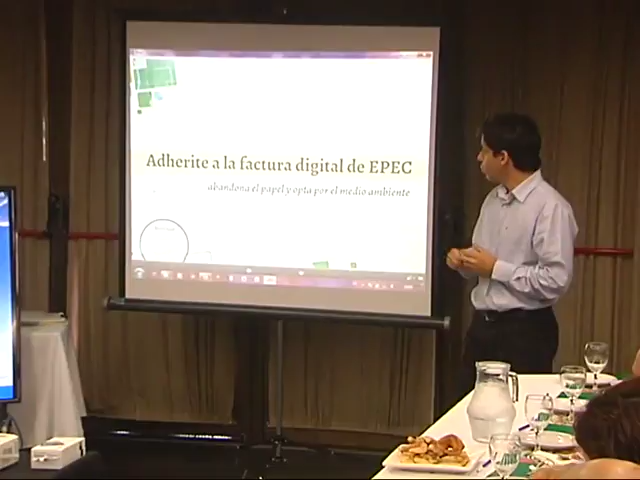 Adherite a la factura digital de EPEC
abandona el papel y opta por el medio ambiente